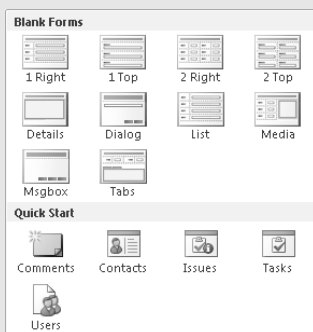 Blank Forms
1 Right 1 Top 2 Right 2 Top
Details Dialog List Media
Msgbox Tabs
Quick Start
Comments Contacts Issues Tasks
Users